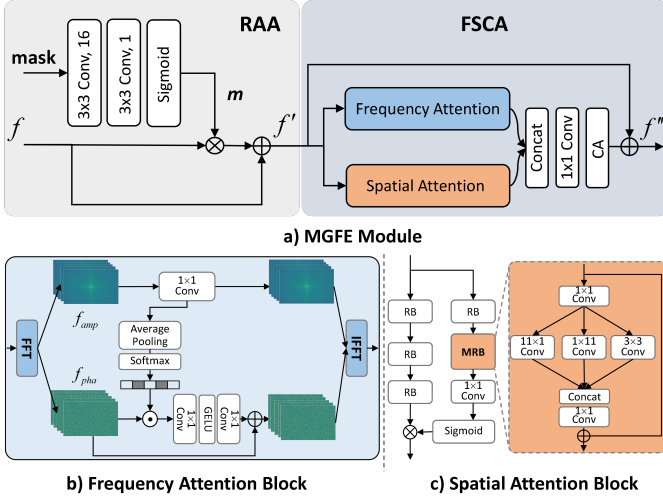 RAA
FSCA
mask
3x3 Conv, 16
3x3 Conv, 1
Sigmoid
m
f
f'
f"
Frequency Attention
Spatial Attention
Concat
1x1 Conv
CA
a) MGFE Module
FFT
f_amp
1×1
Conv
Average
Pooling
Softmax
f_pha
1×1
Conv
GELU
1×1
Conv
IFFT
b) Frequency Attention Block
RB
RB
RB
RB
MRB
1×1
Conv
Sigmoid
1×1
Conv
11×1
Conv
1×11
Conv
3×3
Conv
Concat
1×1
Conv
c) Spatial Attention Block